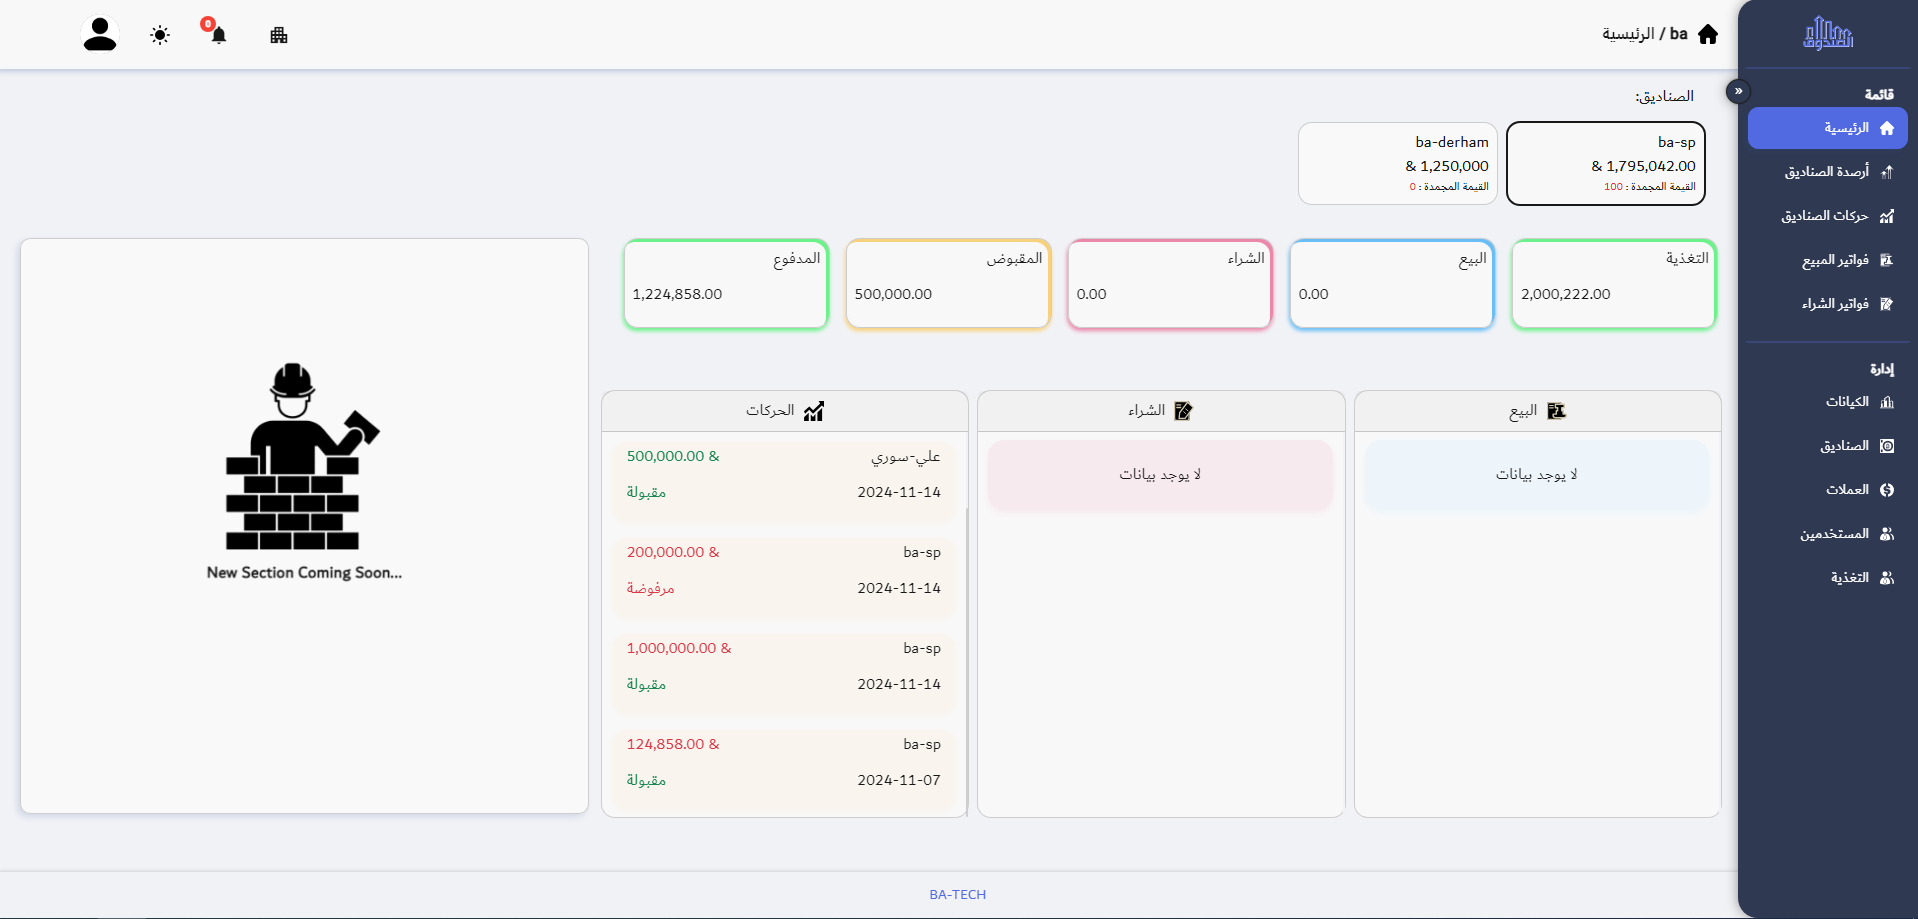 الصندوق
قائمة
الرئيسية
أرصدة الصناديق
حركات الصناديق
فواتير المبيع
فواتير الشراء
إدارة
الكيانات
الصناديق
العملات
المستخدمين
التغذية
ba / الرئيسية
0
الصناديق:
ba-sp
& 1,795,042.00
القيمة المجمدة : 100
ba-derham
& 1,250,000
القيمة المجمدة : 0
التغذية
2,000,222.00
البيع
0.00
الشراء
0.00
المقبوض
500,000.00
المدفوع
1,224,858.00
البيع
لا يوجد بيانات
الشراء
لا يوجد بيانات
الحركات
علي-سوري 500,000.00 &
2024-11-14 مقبولة
ba-sp 200,000.00 &
2024-11-14 مرفوضة
ba-sp 1,000,000.00 &
2024-11-14 مقبولة
ba-sp 124,858.00 &
2024-11-07 مقبولة
New Section Coming Soon...
BA-TECH